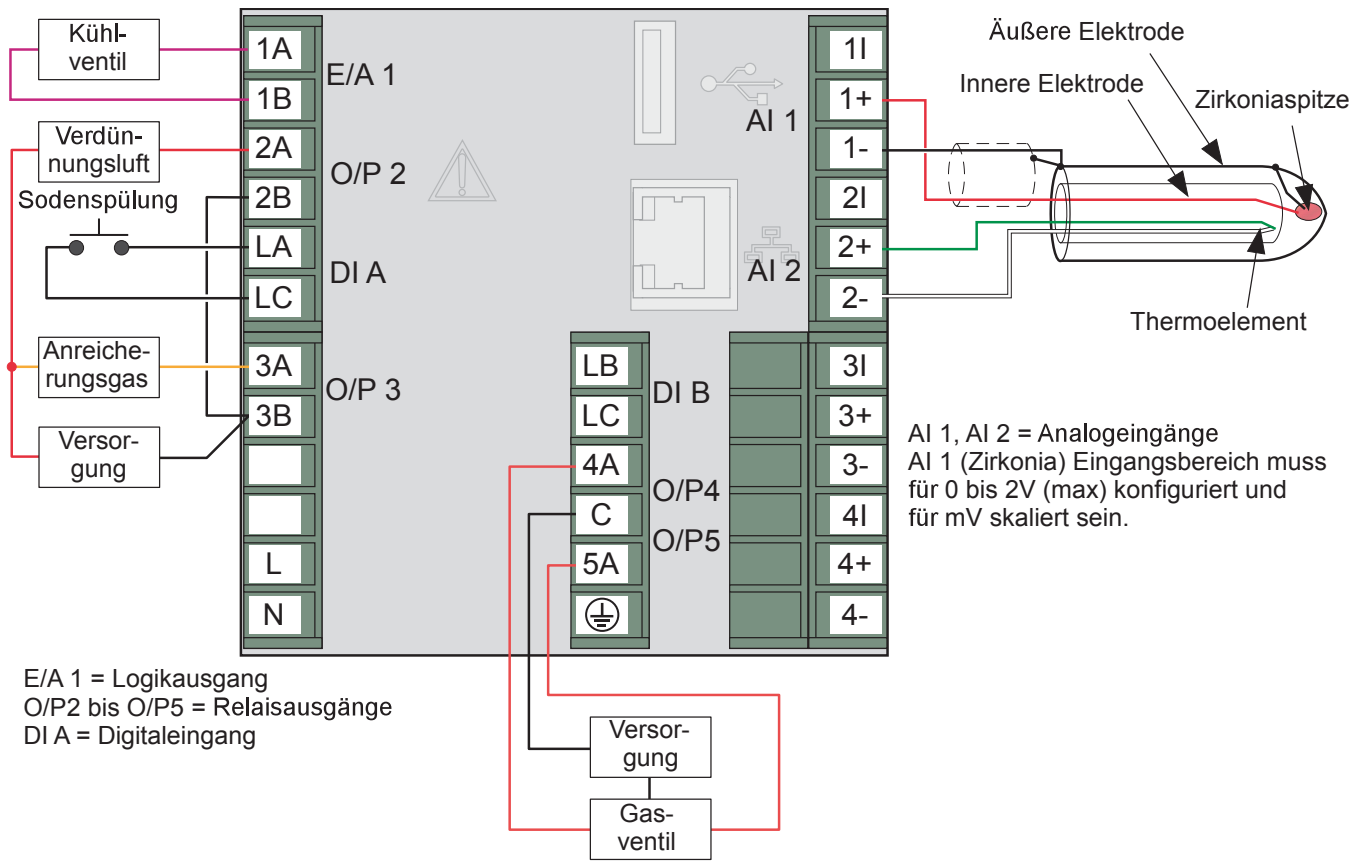 Kühl-
ventil
Verdün-
nungsluft
Sodenspülung
Anreiche-
rungsgas
Versor-
gung
1A
1B
2A
2B
LA
LC
3A
3B
L
N
E/A 1
O/P 2
DI A
O/P 3
AI 1
AI 2
LB
LC
4A
C
5A
DI B
O/P4
O/P5
1I
1+
1-
2I
2+
2-
3I
3+
3-
4I
4+
4-
Äußere Elektrode
Innere Elektrode
Zirkoniaspitze
Thermoelement
AI 1, AI 2 = Analogeingänge
AI 1 (Zirkonia) Eingangsbereich muss
für 0 bis 2V (max) konfiguriert und
für mV skaliert sein.
E/A 1 = Logikausgang
O/P2 bis O/P5 = Relaisausgänge
DI A = Digitaleingang
Versor-
gung
Gas-
ventil